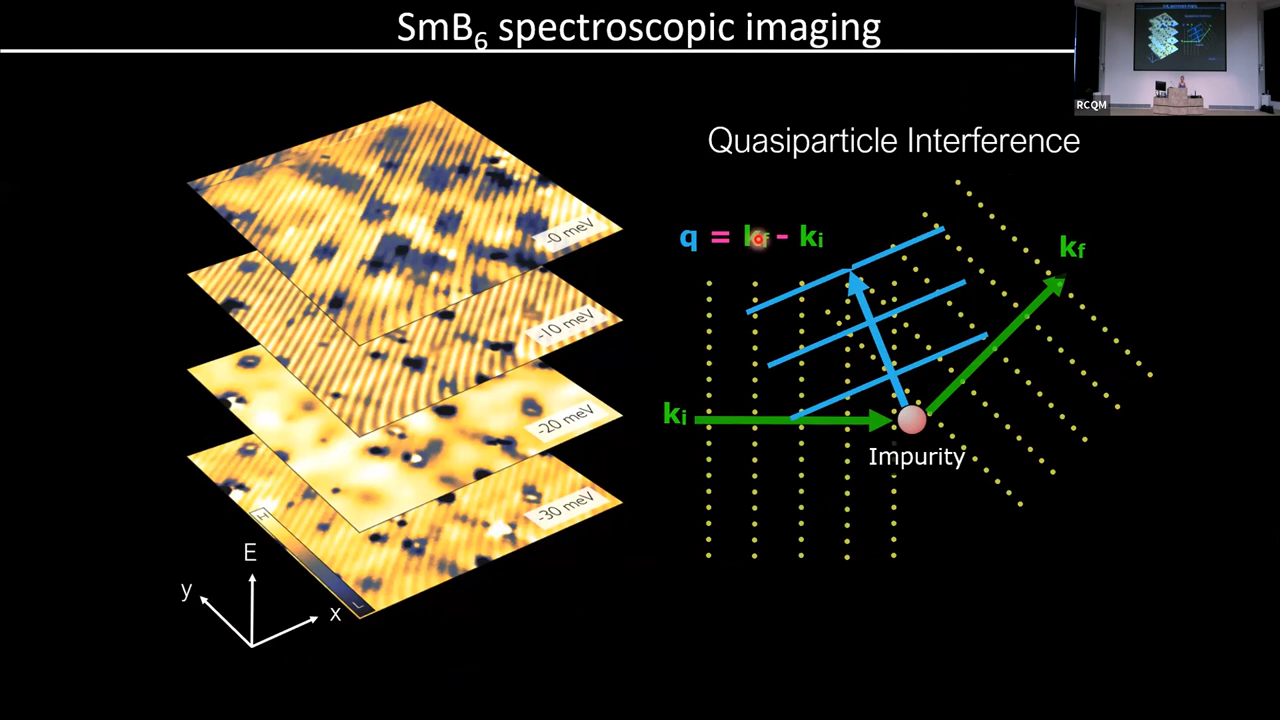 SmB₆ spectroscopic imaging
RCQM
Quasiparticle Interference
q = kf - ki
kf
ki
Impurity
-0 meV
-10 meV
-20 meV
-30 meV
H
L
E
y
x